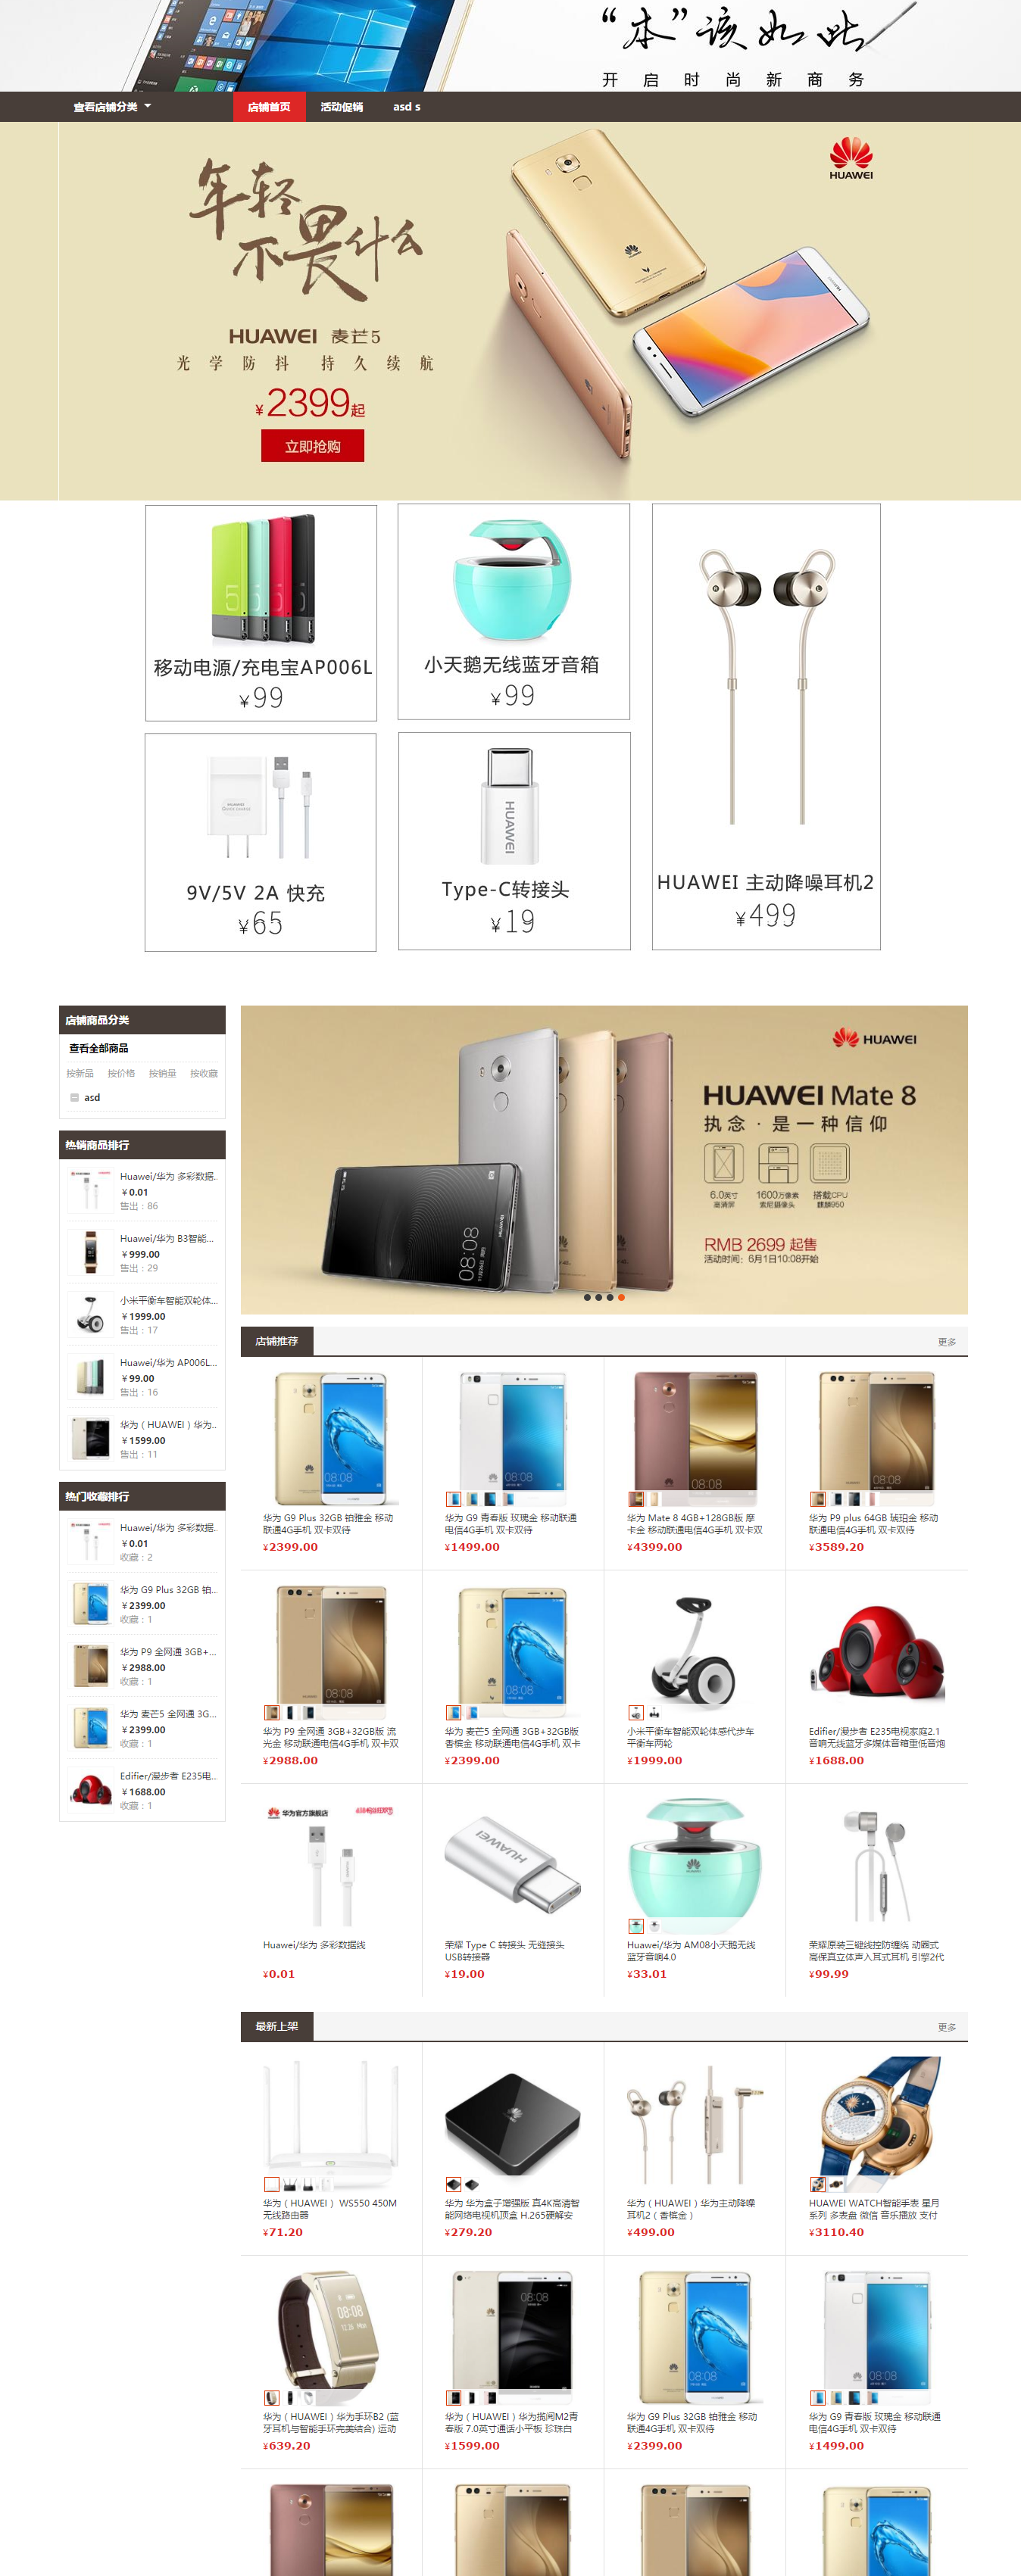 “本”该如此
开启时尚新商务
查看店铺分类
店铺首页
活动促销
asd s
年轻
不畏什么
HUAWEI
HUAWEI 麦芒5
光学防抖 持久续航
¥2399起
立即抢购
移动电源/充电宝AP006L
¥99
小天鹅无线蓝牙音箱
¥99
HUAWEI 主动降噪耳机2
¥499
9V/5V 2A 快充
¥65
HUAWEI
Type-C转接头
¥19
店铺商品分类
查看全部商品
按新品 按价格 按销量 按收藏
asd
热销商品排行
Huawei/华为 多彩数据..
¥0.01
售出：86
Huawei/华为 B3智能...
¥999.00
售出：29
小米平衡车智能双轮体...
¥1999.00
售出：17
Huawei/华为 AP006L...
¥99.00
售出：16
华为（HUAWEI）华为..
¥1599.00
售出：11
热门收藏排行
Huawei/华为 多彩数据..
¥0.01
收藏：2
华为 G9 Plus 32GB 铂...
¥2399.00
收藏：1
华为 P9 全网通 3GB+...
¥2988.00
收藏：1
华为 麦芒5 全网通 3G...
¥2399.00
收藏：1
Edifier/漫步者 E235电..
¥1688.00
收藏：1
HUAWEI
HUAWEI Mate 8
执念·是一种信仰
6.0英寸
高清屏
1600万像素
索尼摄像头
搭载CPU
麒麟950
RMB 2699 起售
活动时间：6月1日10:08开始
08:08
店铺推荐
更多
华为 G9 Plus 32GB 铂雅金 移动
联通4G手机 双卡双待
¥2399.00
华为 G9 青春版 玫瑰金 移动联通
电信4G手机 双卡双待
¥1499.00
华为 Mate 8 4GB+128GB版 摩
卡金 移动联通电信4G手机 双卡双
¥4399.00
华为 P9 plus 64GB 琥珀金 移动
联通电信4G手机 双卡双待
¥3589.20
华为 P9 全网通 3GB+32GB版 流
光金 移动联通电信4G手机 双卡双
¥2988.00
华为 麦芒5 全网通 3GB+32GB版
香槟金 移动联通电信4G手机 双卡
¥2399.00
小米平衡车智能双轮体感代步车
平衡车两轮
¥1999.00
Edifier/漫步者 E235电视家庭2.1
音响无线蓝牙多媒体音箱重低音炮
¥1688.00
华为官方旗舰店
Huawei/华为 多彩数据线
¥0.01
HUAWEI
荣耀 Type C 转接头 无缝接头
USB转接器
¥19.00
Huawei/华为 AM08小天鹅无线
蓝牙音响4.0
¥33.01
荣耀原装三键线控防缠绕 动圈式
高保真立体声入耳式耳机 引擎2代
¥99.99
最新上架
更多
华为（HUAWEI） WS550 450M
无线路由器
¥71.20
华为 华为盒子增强版 真4K高清智
能网络电视机顶盒 H.265硬解安
¥279.20
华为（HUAWEI）华为主动降噪
耳机2（香槟金）
¥499.00
HUAWEI WATCH智能手表 星月
系列 多表盘 微信 音乐播放 支付
¥3110.40
08:08
华为（HUAWEI）华为手环B2 (蓝
牙耳机与智能手环完美结合) 运动
¥639.20
华为（HUAWEI）华为揽阅M2青
春版 7.0英寸通话小平板 珍珠白
¥1599.00
华为 G9 Plus 32GB 铂雅金 移动
联通4G手机 双卡双待
¥2399.00
华为 G9 青春版 玫瑰金 移动联通
电信4G手机 双卡双待
¥1499.00